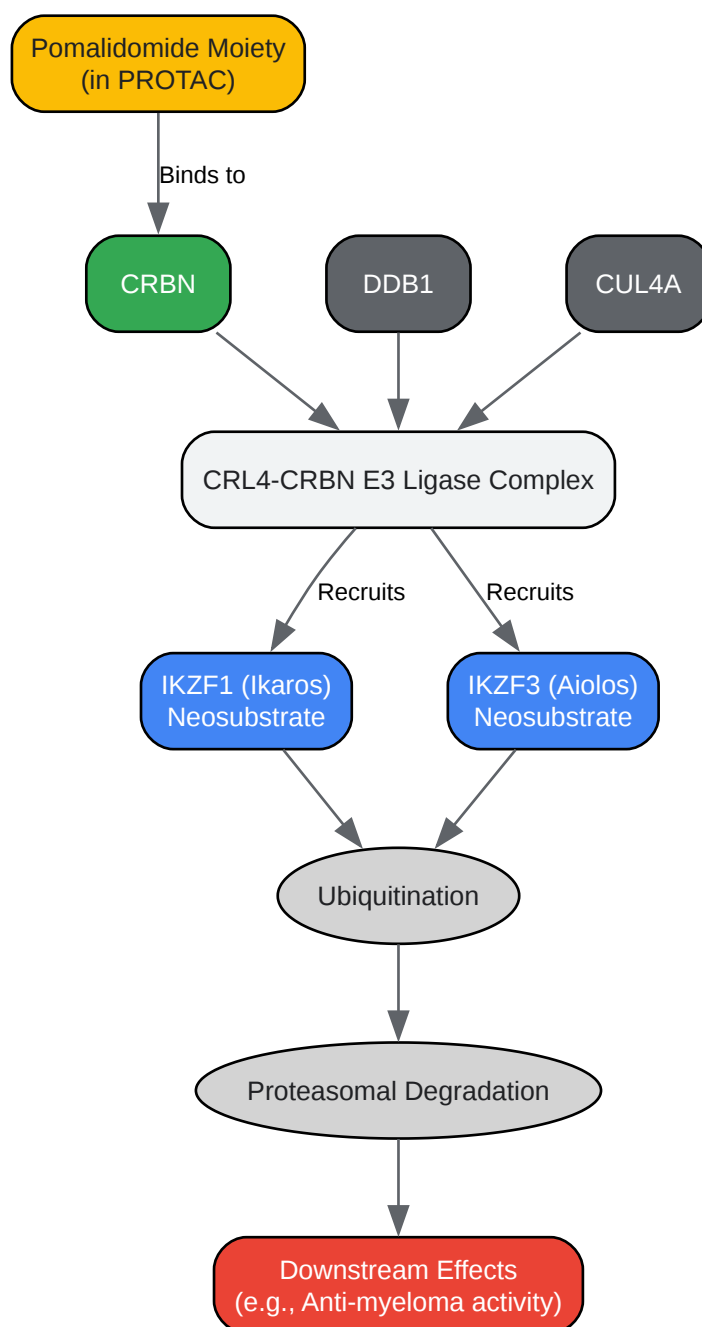 Pomalidomide Moiety
(in PROTAC)
Binds to
CRBN
DDB1
CUL4A
CRL4-CRBN E3 Ligase Complex
Recruits
Recruits
IKZF1 (Ikaros)
Neosubstrate
IKZF3 (Aiolos)
Neosubstrate
Ubiquitination
Proteasomal Degradation
Downstream Effects
(e.g., Anti-myeloma activity)